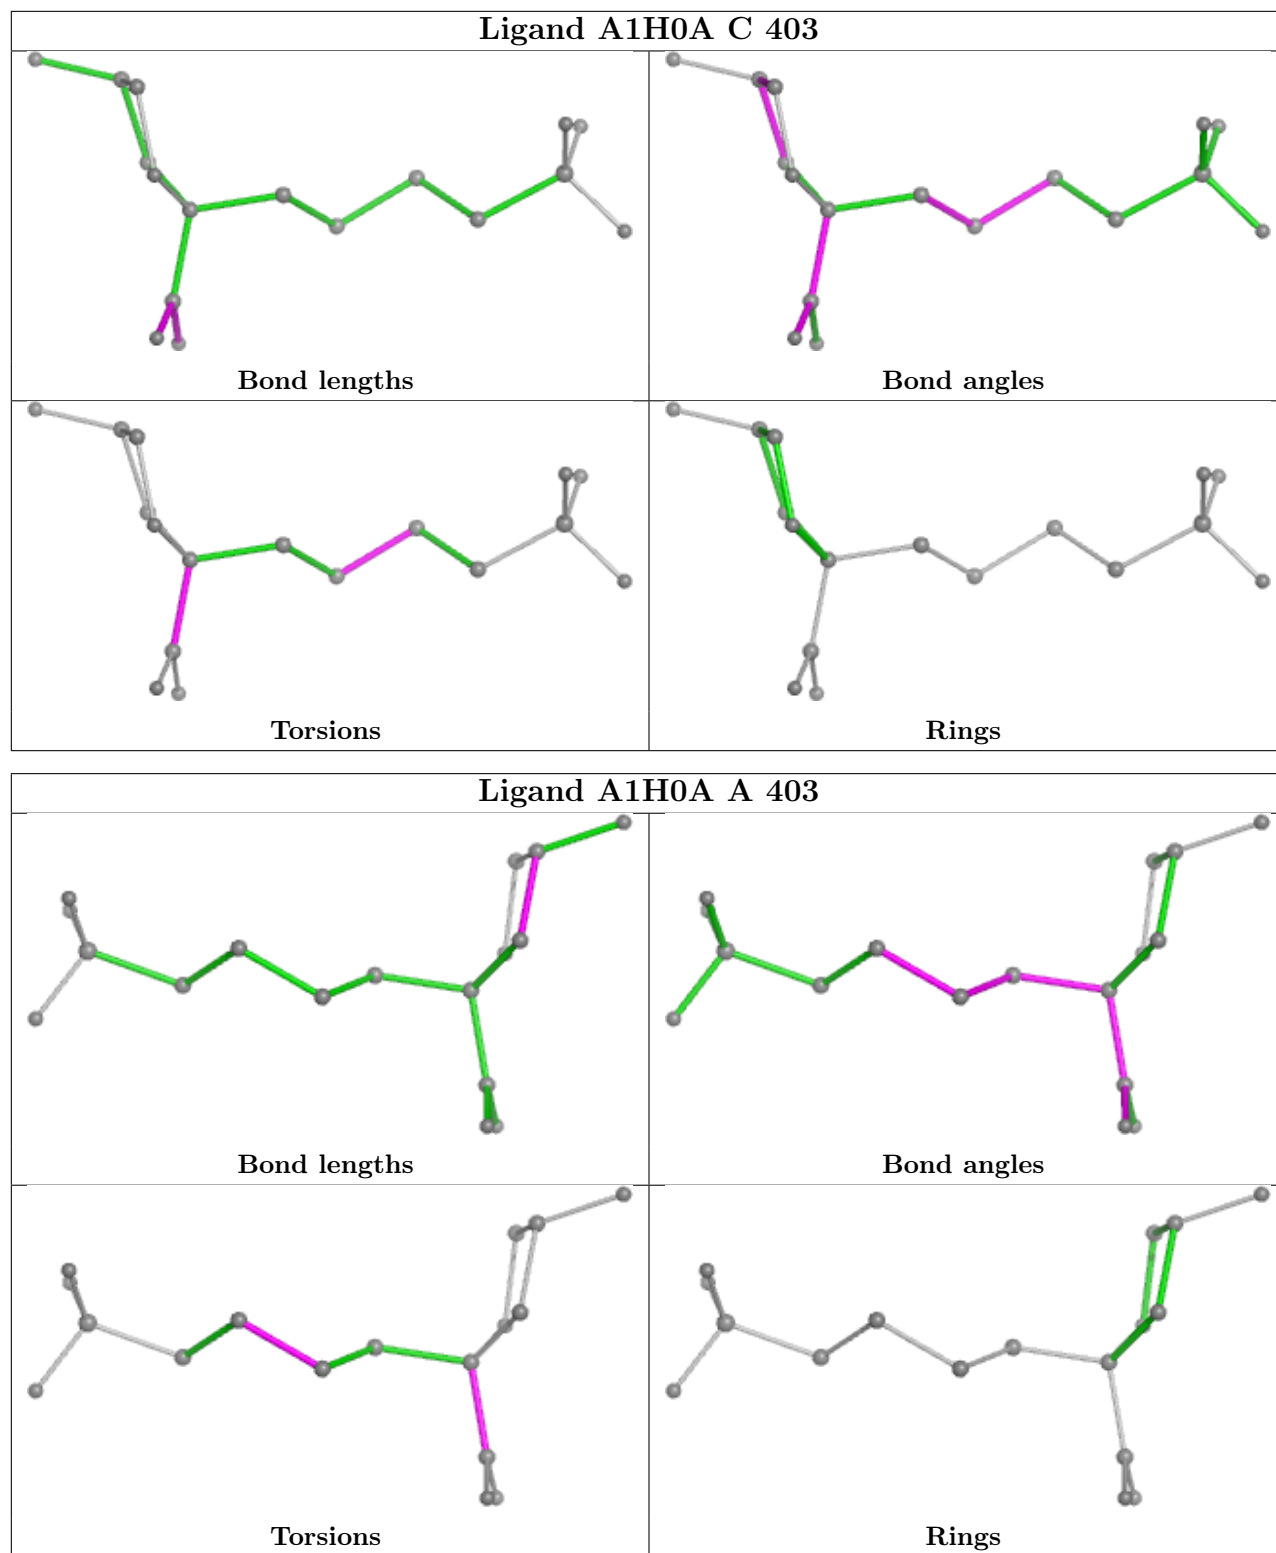 Ligand A1H0A C 403
Bond lengths
Bond angles
Torsions
Rings
Ligand A1H0A A 403
Bond lengths
Bond angles
Torsions
Rings